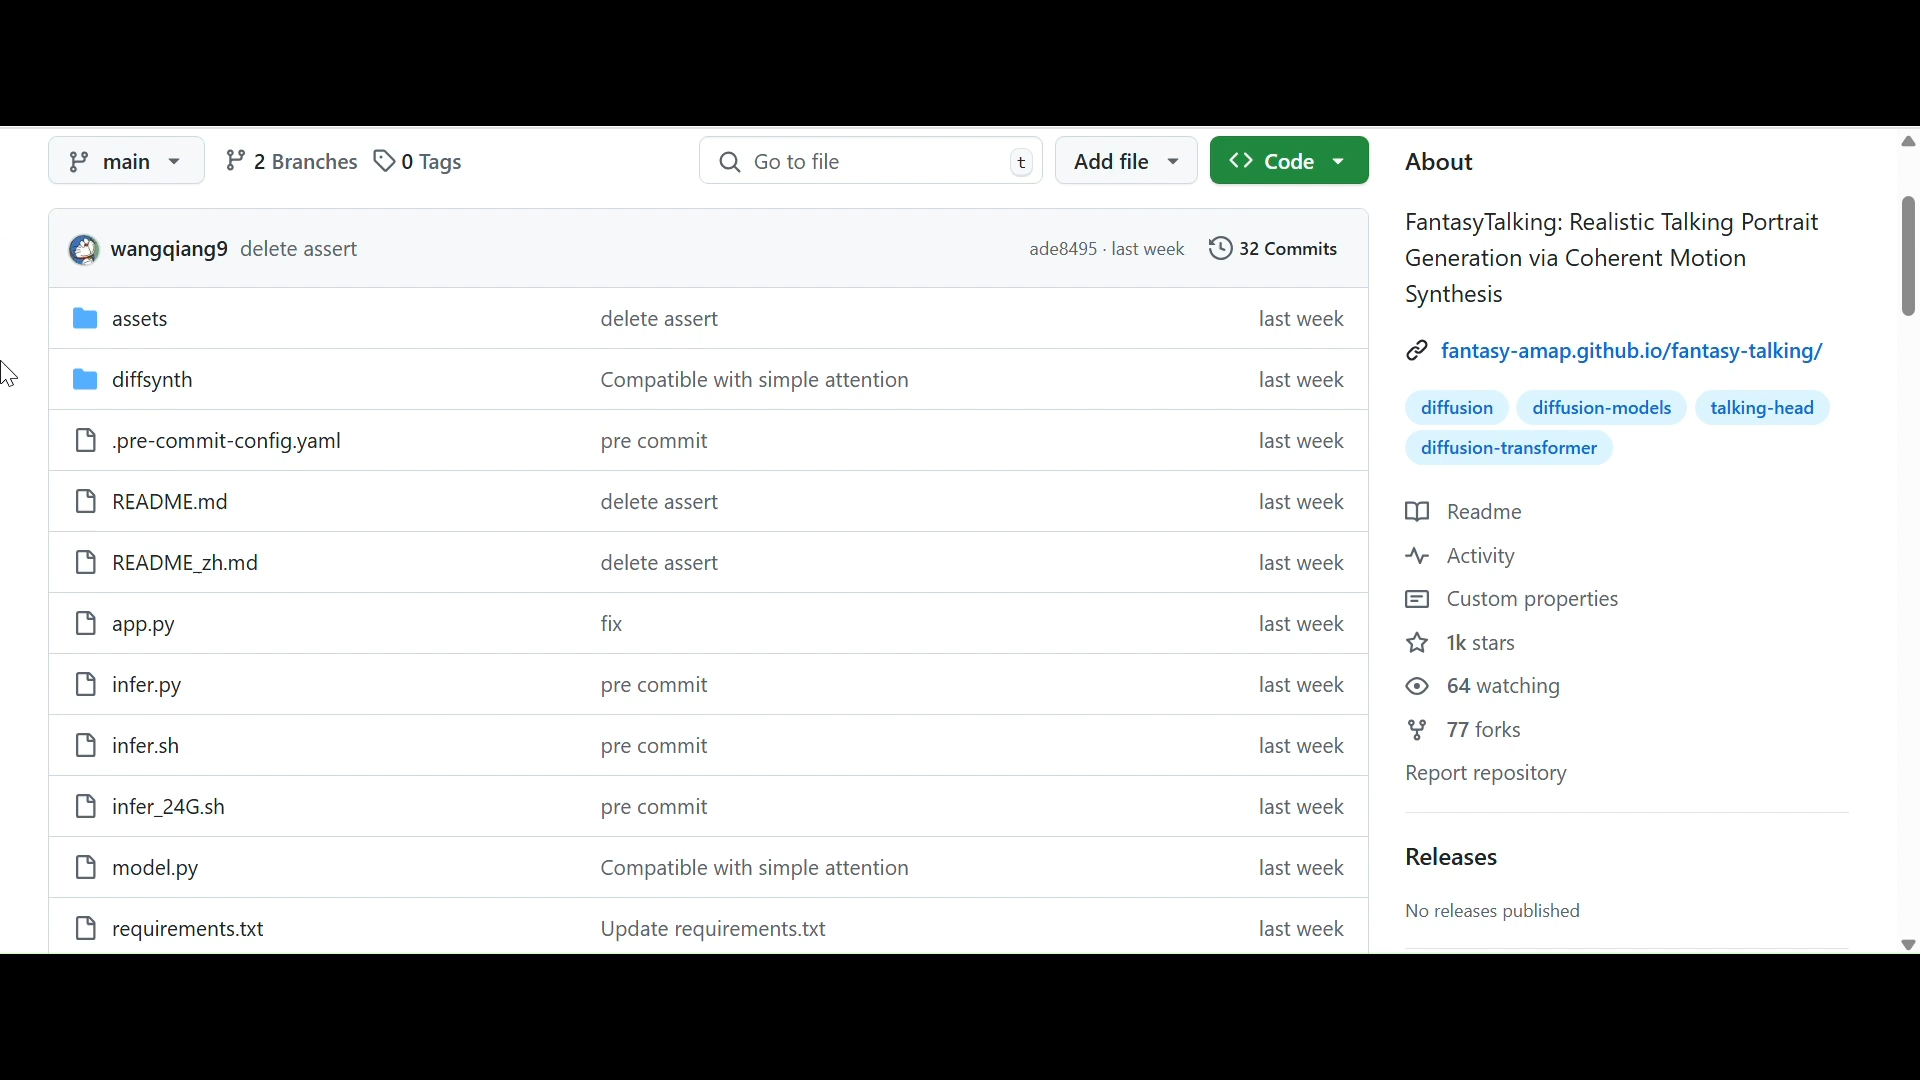 main 2 Branches 0 Tags Go to file t Add file Code
wangqiang9 delete assert ade8495 · last week 32 Commits
assets delete assert last week
diffsynth Compatible with simple attention last week
.pre-commit-config.yaml pre commit last week
README.md delete assert last week
README_zh.md delete assert last week
app.py fix last week
infer.py pre commit last week
infer.sh pre commit last week
infer_24G.sh pre commit last week
model.py Compatible with simple attention last week
requirements.txt Update requirements.txt last week
About
FantasyTalking: Realistic Talking Portrait
Generation via Coherent Motion
Synthesis
fantasy-amap.github.io/fantasy-talking/
diffusion diffusion-models talking-head
diffusion-transformer
Readme
Activity
Custom properties
1k stars
64 watching
77 forks
Report repository
Releases
No releases published